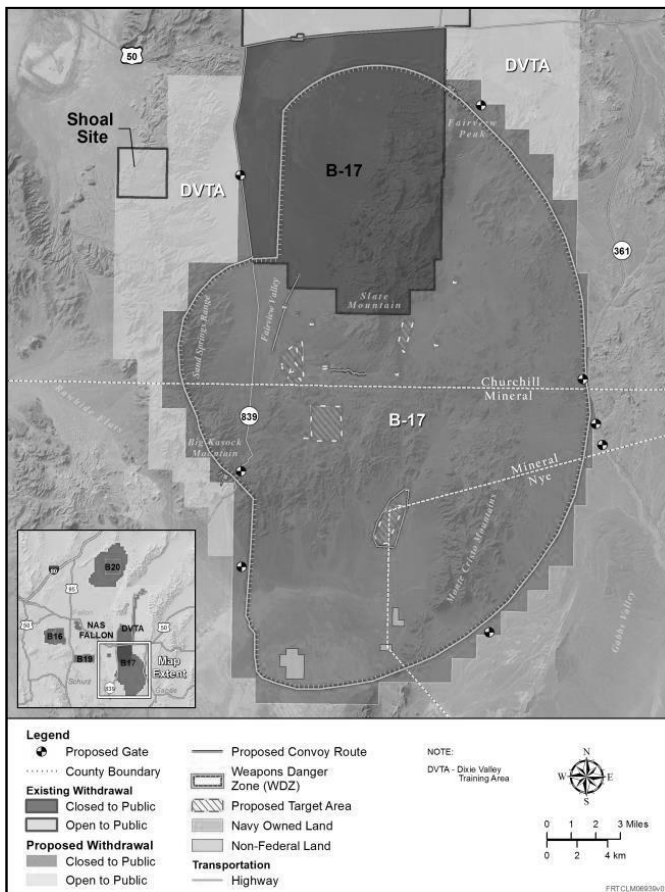 50
DVTA
Shoal
Site
Fairview
Peak
B-17
DVTA
361
Slate
Mountain
Fairview Valley
Sand Springs Range
Churchill
Mineral
839
B-17
Big Kasock
Mountain
Mineral
Nye
Monte Cristo Mountains
Gabbs Valley
B20
80
95
50
NAS
FALLON
DVTA
50
B16
B19
B17
Map
Extent
Schurz
839
Gabbs
Legend
Proposed Gate
County Boundary
Existing Withdrawal
Closed to Public
Open to Public
Proposed Withdrawal
Closed to Public
Open to Public
Proposed Convoy Route
Weapons Danger
Zone (WDZ)
Proposed Target Area
Navy Owned Land
Non-Federal Land
Transportation
Highway
NOTE:
DVTA - Dixie Valley
Training Area
N
W E
S
0 1 2 3 Miles
0 2 4 km
FRTCLM06939v0